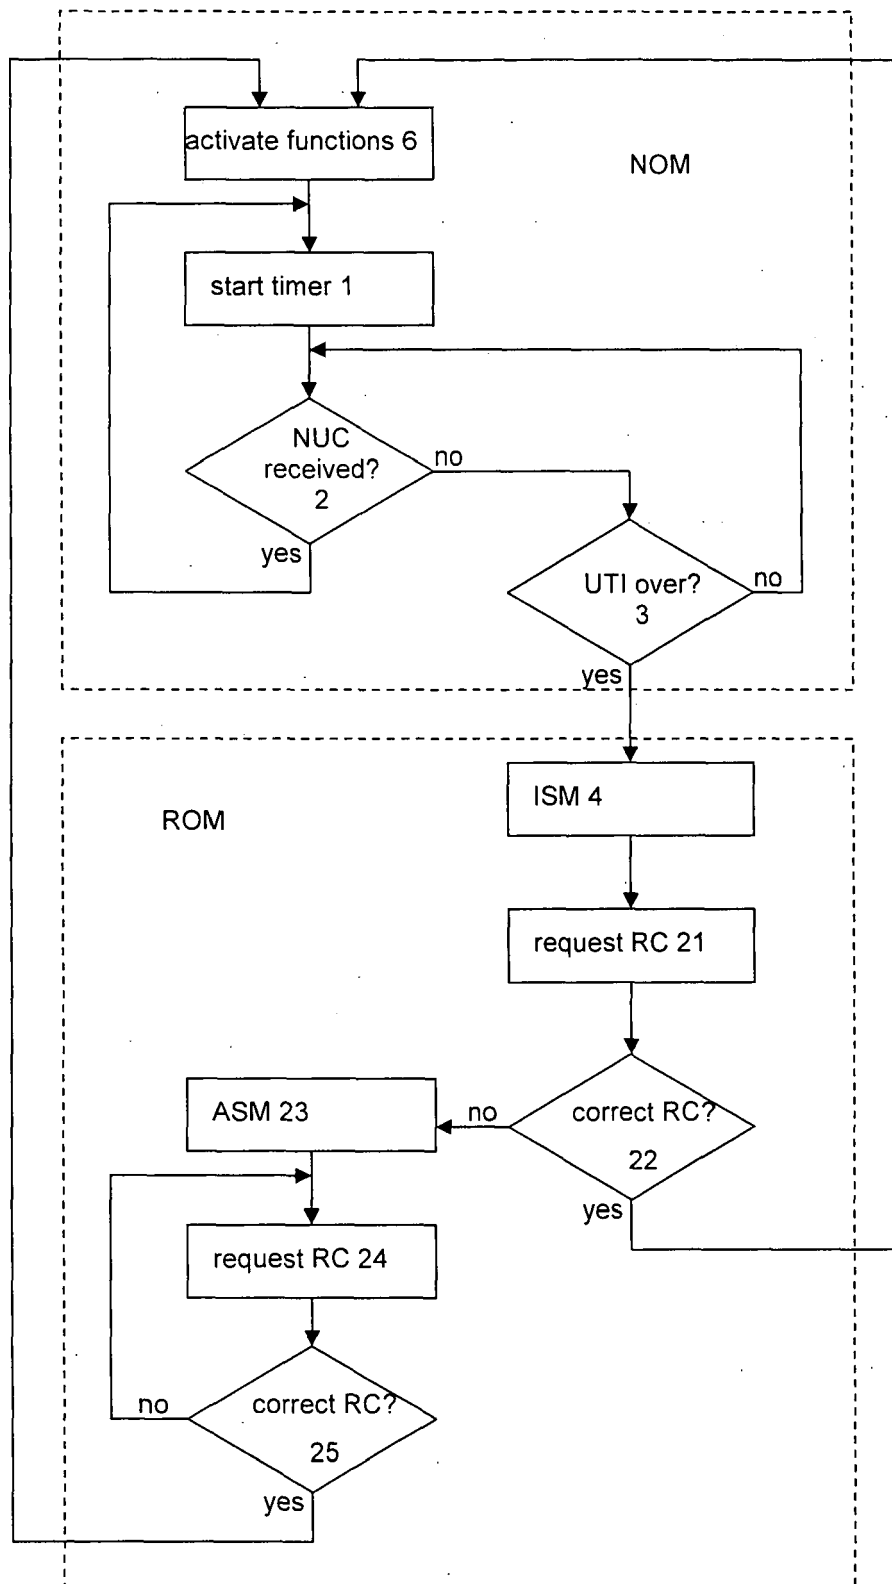 activate functions 6
NOM
start timer 1
NUC
received?
2
no
yes
UTI over?
3
no
yes
ISM 4
ROM
request RC 21
correct RC?
22
no
yes
ASM 23
request RC 24
correct RC?
25
no
yes